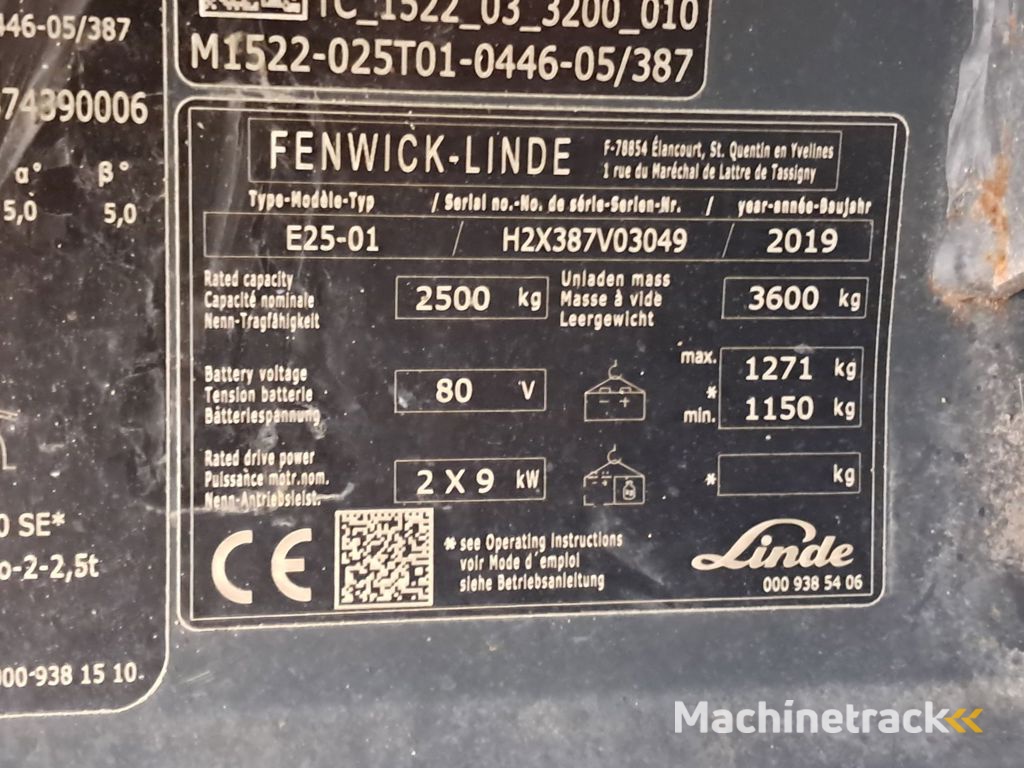 TC_1522_03_3200_010
M1522-025T01-0446-05/387
446-05/387
74390006
α° β°
5,0 5,0
0 SE*
o-2-2,5t
000 938 15 10.
FENWICK-LINDE
F-78854 Élancourt, St. Quentin en Yvelines
1 rue du Maréchal de Lattre de Tassigny
Type-Modèle-Typ / Serial no.-No. de série-Serien-Nr. / year-année-Baujahr
E25-01 / H2X387V03049 / 2019
Rated capacity
Capacité nominale
Nenn-Tragfähigkeit
2500 kg
Unladen mass
Masse à vide
Leergewicht
3600 kg
Battery voltage
Tension batterie
Batteriespannung
80 V
max. 1271 kg
*
min. 1150 kg
Rated drive power
Puissance motr.nom.
Nenn-Antriebsleist.
2 X 9 kW
* kg
CE
* see Operating Instructions
voir Mode d'emploi
siehe Betriebsanleitung
Linde
000 938 54 06
Machinetrack